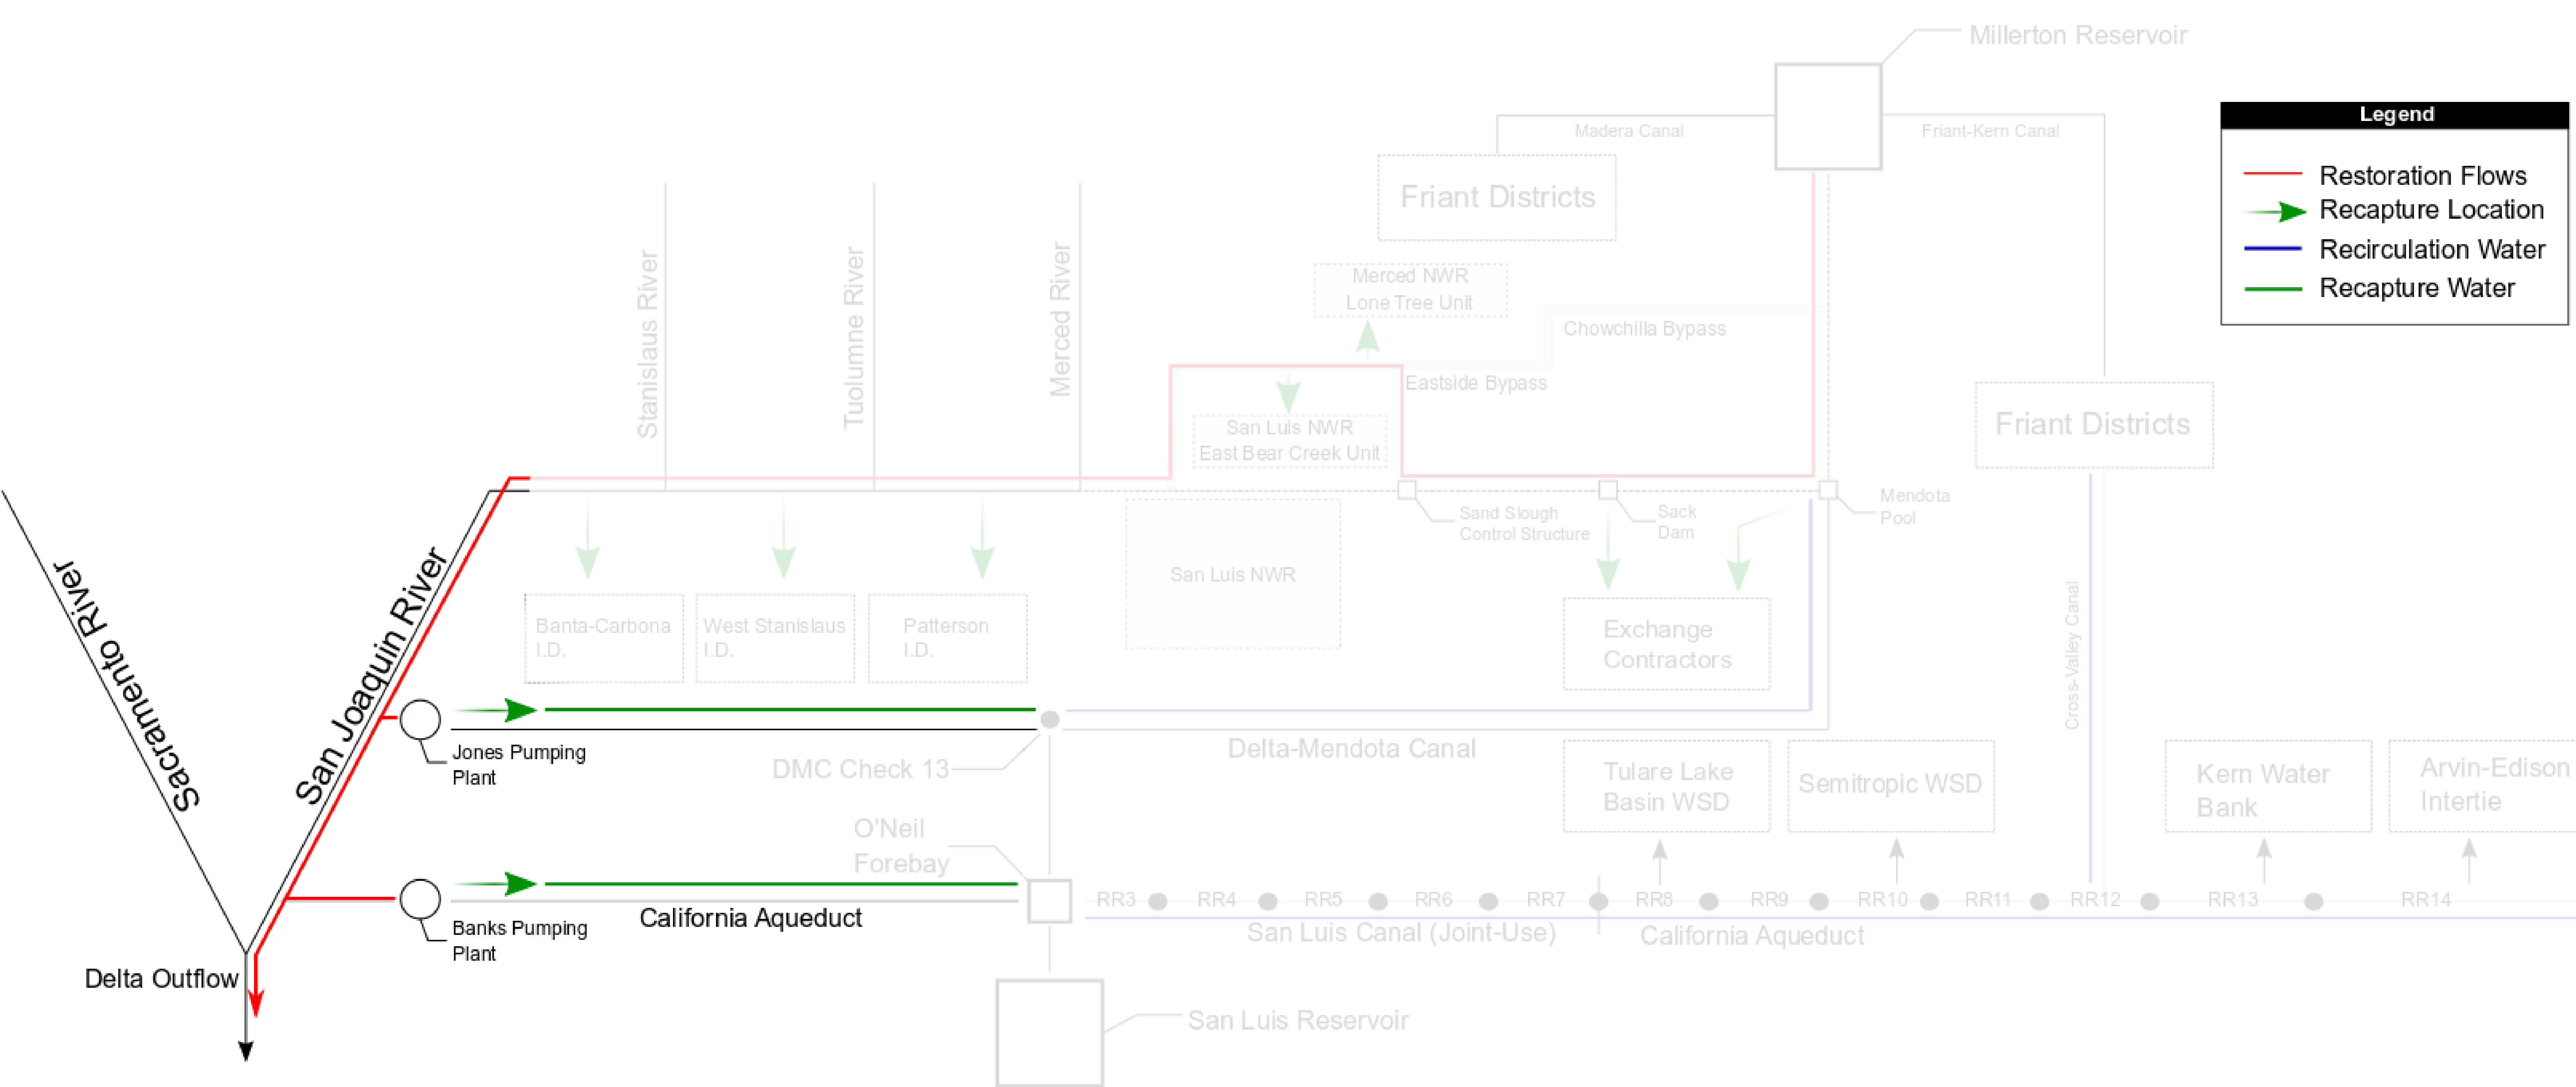 Millerton Reservoir
Madera Canal
Friant-Kern Canal
Legend
Restoration Flows
Recapture Location
Recirculation Water
Recapture Water
Friant Districts
Stanislaus River
Tuolumne River
Merced River
Merced NWR
Lone Tree Unit
Chowchilla Bypass
Eastside Bypass
San Luis NWR
East Bear Creek Unit
Friant Districts
Sand Slough
Control Structure
Sack
Dam
Mendota
Pool
Sacramento River
San Joaquin River
San Luis NWR
Banta-Carbona
I.D.
West Stanislaus
I.D.
Patterson
I.D.
Exchange
Contractors
Cross-Valley Canal
Jones Pumping
Plant
DMC Check 13
Delta-Mendota Canal
Tulare Lake
Basin WSD
Semitropic WSD
Kern Water
Bank
Arvin-Edison
Intertie
O'Neil
Forebay
RR3 RR4 RR5 RR6 RR7 RR8 RR9 RR10 RR11 RR12 RR13 RR14
California Aqueduct
San Luis Canal (Joint-Use)
California Aqueduct
Banks Pumping
Plant
Delta Outflow
San Luis Reservoir